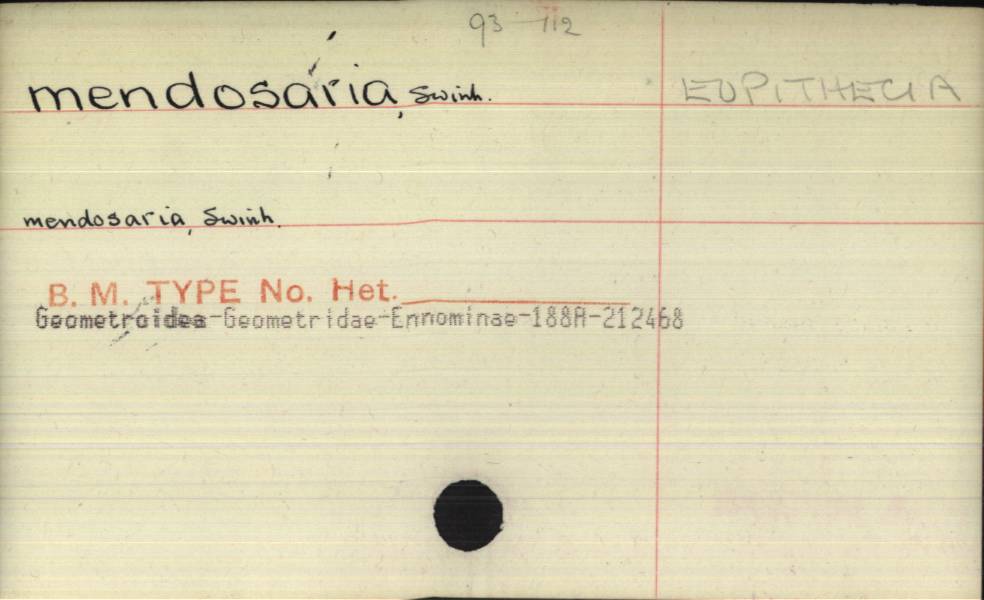 93 112
mendosaria, Swinh. EUPITHECIA
mendosaria, Swinh.
B. M. TYPE No. Het.
Geometroidea-Geometridae-Ennominae-188A-212468